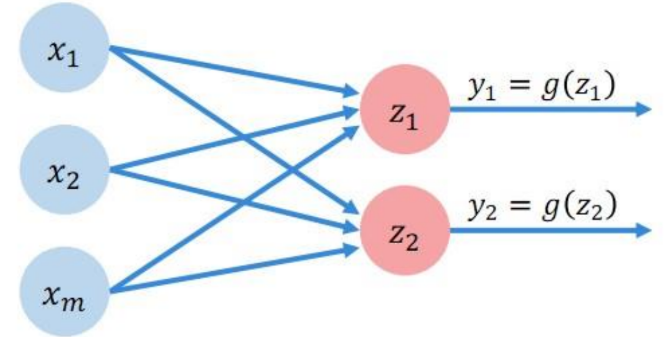 x₁
x₂
xₘ
z₁
z₂
y₁ = g(z₁)
y₂ = g(z₂)